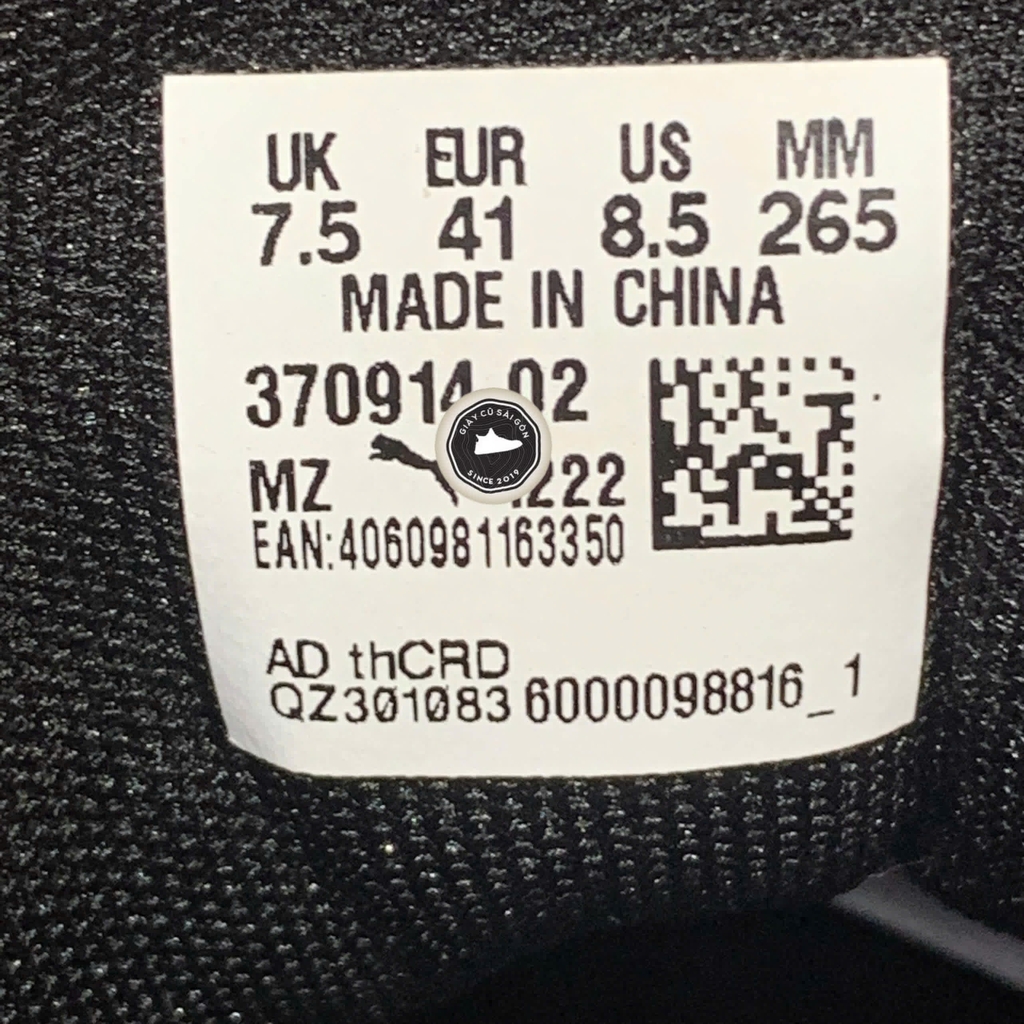 UK EUR US MM
7.5 41 8.5 265
MADE IN CHINA
370914 02
GIÀY CŨ SÀI GÒN
SINCE 2019
MZ 1222
EAN:4060981163350
AD thCRD
QZ301083 6000098816_1